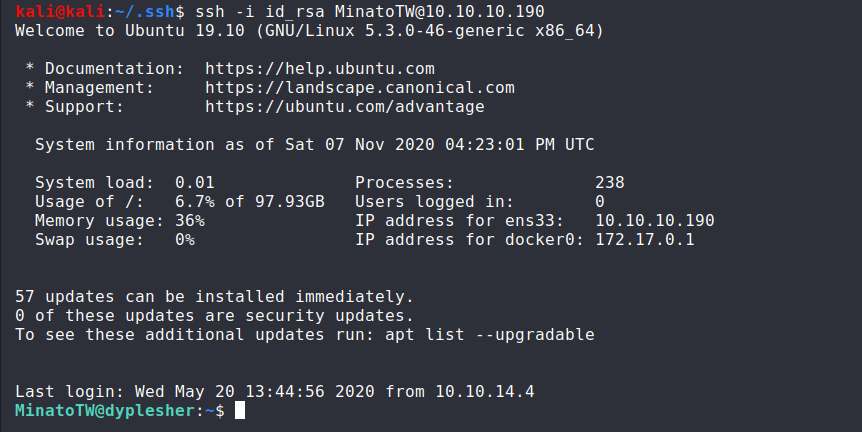 kali@kali:~/.ssh$ ssh -i id_rsa MinatoTW@10.10.10.190
Welcome to Ubuntu 19.10 (GNU/Linux 5.3.0-46-generic x86_64)
* Documentation:  https://help.ubuntu.com
* Management:     https://landscape.canonical.com
* Support:        https://ubuntu.com/advantage
System information as of Sat 07 Nov 2020 04:23:01 PM UTC
System load:  0.01              Processes:              238
Usage of /:   6.7% of 97.93GB   Users logged in:        0
Memory usage: 36%               IP address for ens33:   10.10.10.190
Swap usage:   0%                IP address for docker0: 172.17.0.1
57 updates can be installed immediately.
0 of these updates are security updates.
To see these additional updates run: apt list --upgradable
Last login: Wed May 20 13:44:56 2020 from 10.10.14.4
MinatoTW@dyplesher:~$